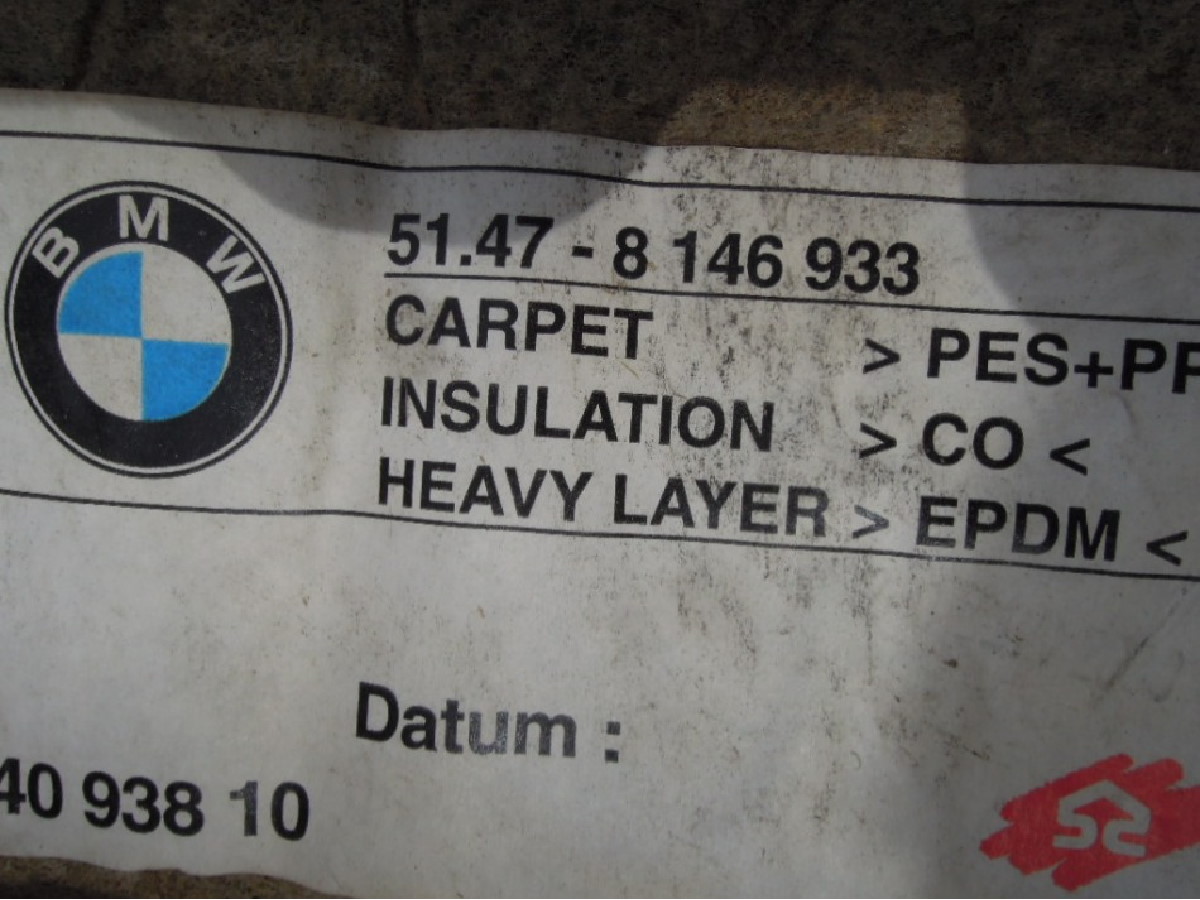 BMW
51.47 - 8 146 933
CARPET > PES+PP
INSULATION > CO <
HEAVY LAYER > EPDM <
Datum :
40 938 10